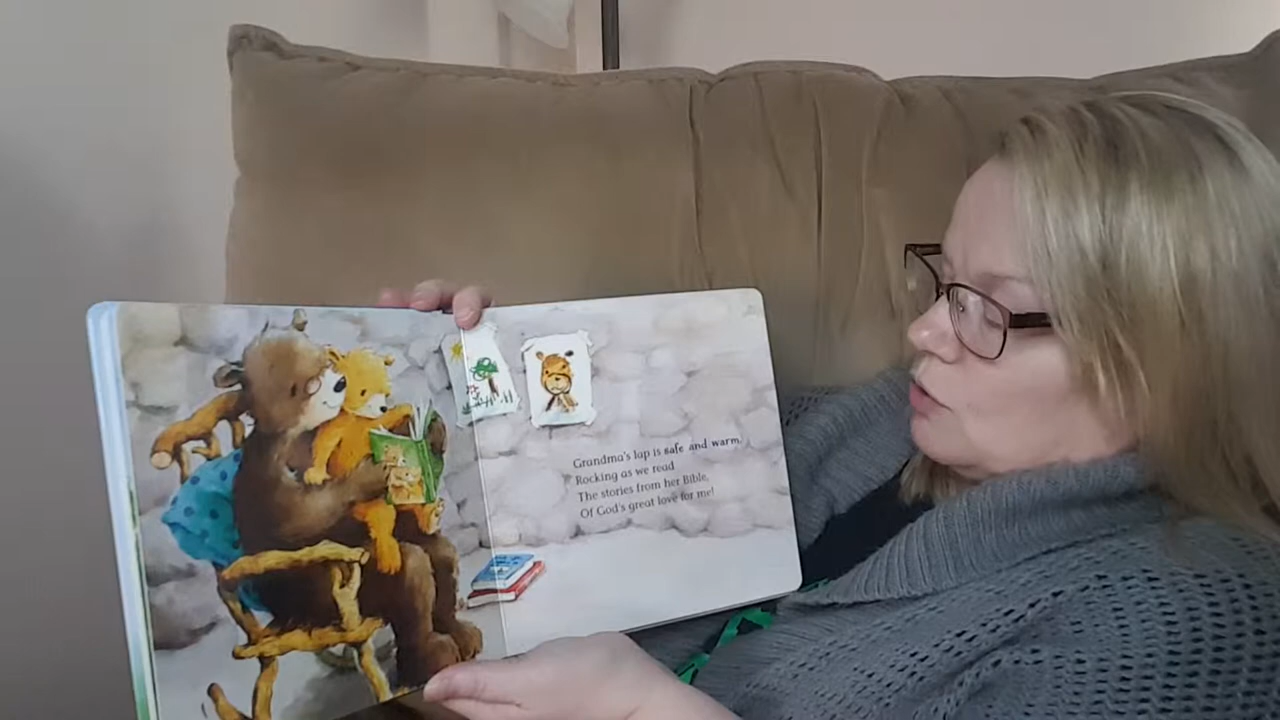 Grandma's lap is safe and warm.
Rocking as we read
The stories from her Bible,
Of God's great love for me!